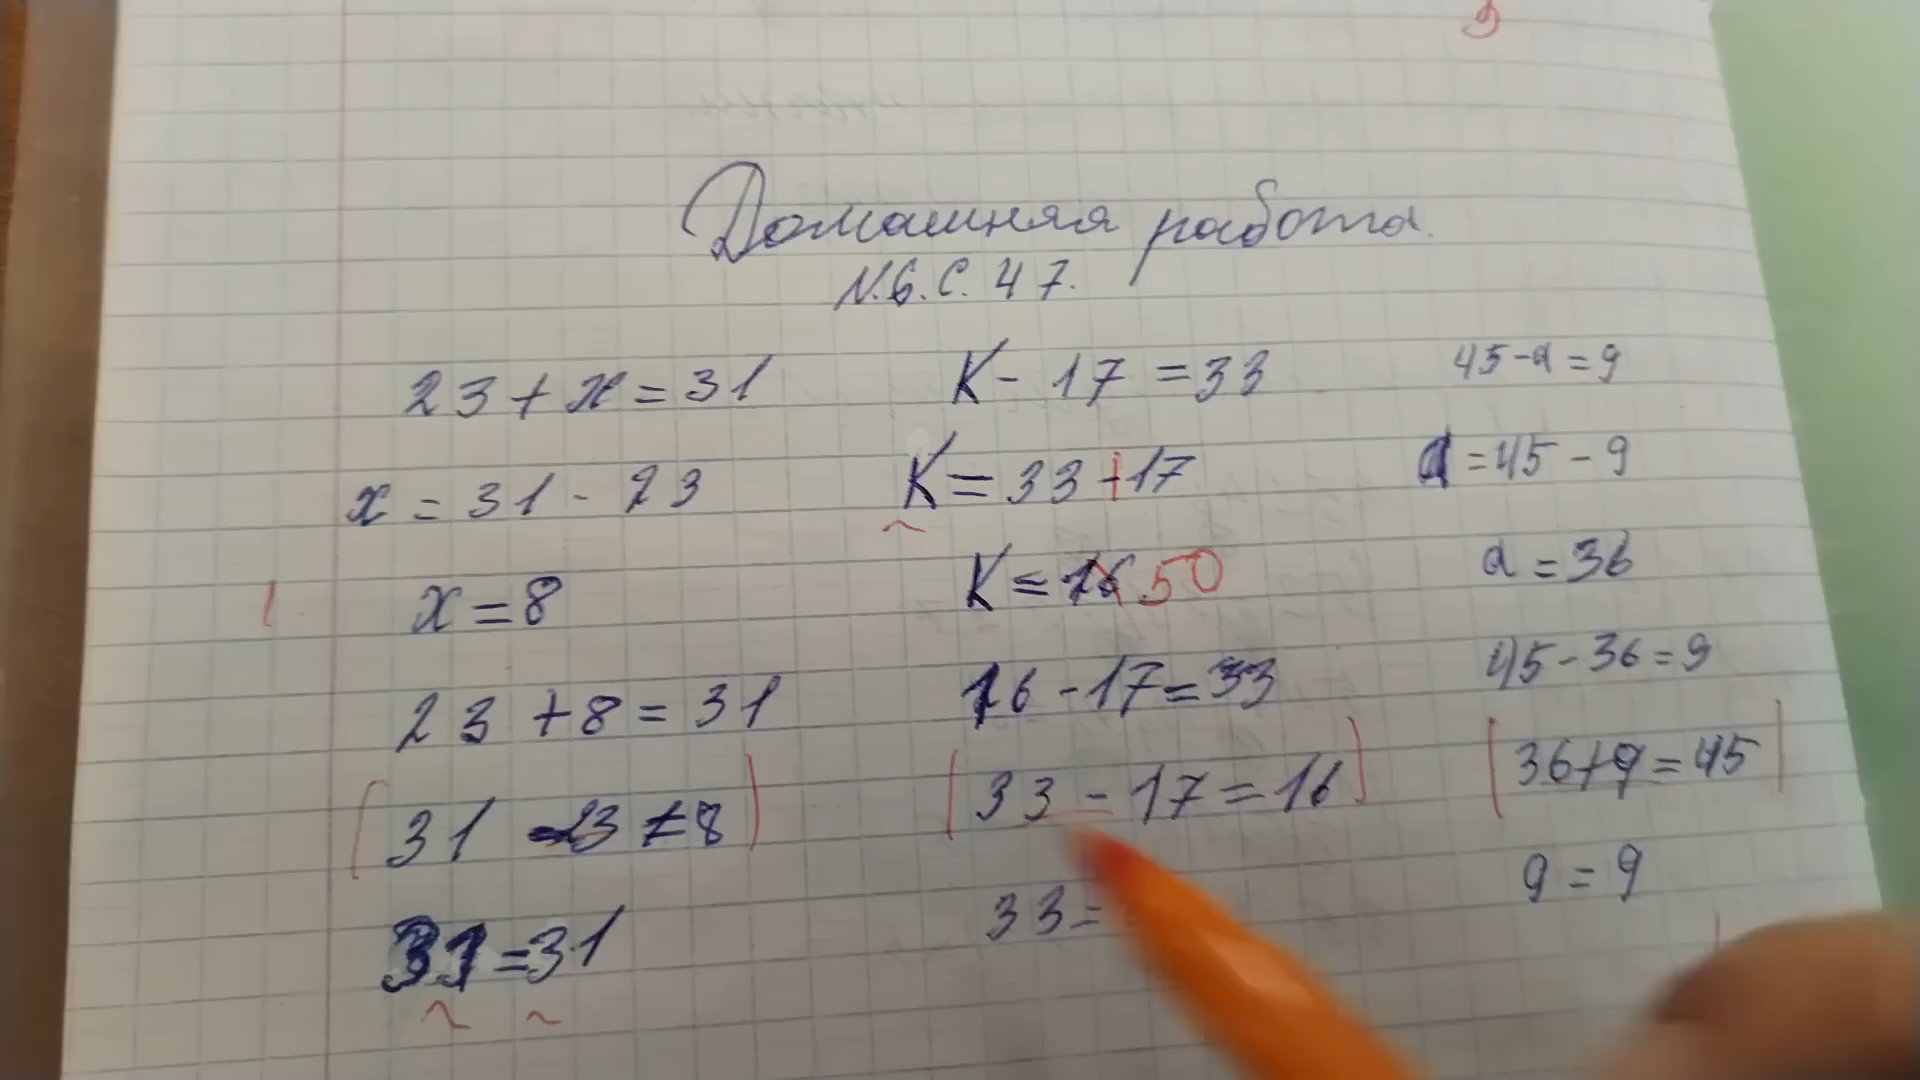 Домашняя работа.
N.6.С.47.
23+x=31
x=31-23
x=8
23+8=31
31-23=8
31=31
K-17=33
K=33+17
K=16 50
16-17=33
33-17=16
33=
45-a=9
a=45-9
a=36
45-36=9
36+9=45
9=9